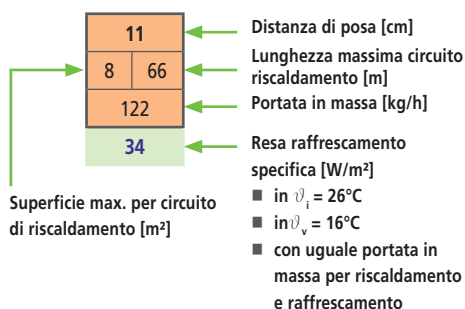 11
8 66
122
34
Distanza di posa [cm]
Lunghezza massima circuito
riscaldamento [m]
Portata in massa [kg/h]
Resa raffrescamento
specifica [W/m²]
■ in ϑi = 26°C
■ inϑv = 16°C
■ con uguale portata in
massa per riscaldamento
e raffrescamento
Superficie max. per circuito
di riscaldamento [m²]